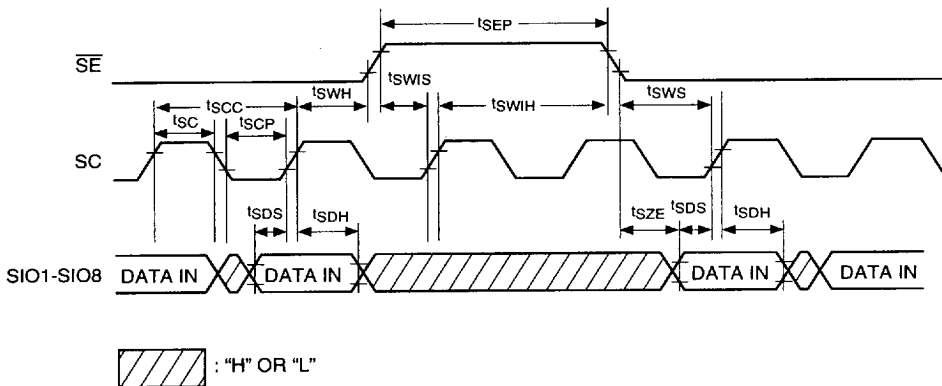 tSEP
SE
tSWIS
tSCC tSWH tSWIH tSWS
tSC tSCP
SC
tSDS tSDH tSZE tSDS tSDH
SIO1-SIO8 DATA IN DATA IN DATA IN DATA IN
: "H" OR "L"